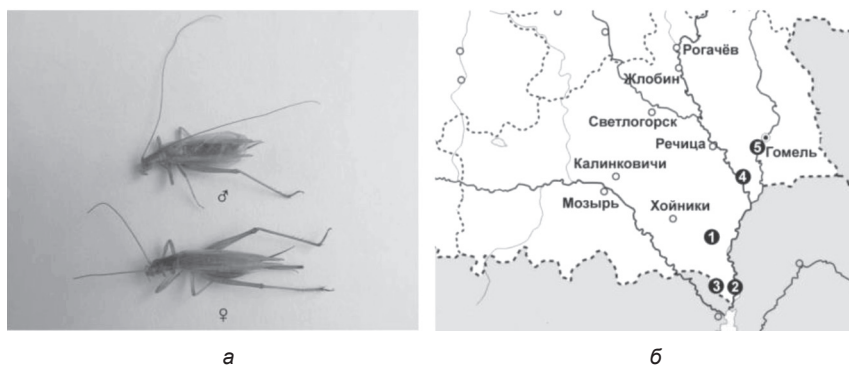 ♂
♀
Рогачёв
Жлобин
Светлогорск
Речица
5
Гомель
Калинковичи
4
Мозырь
Хойники
1
3
2
а
б